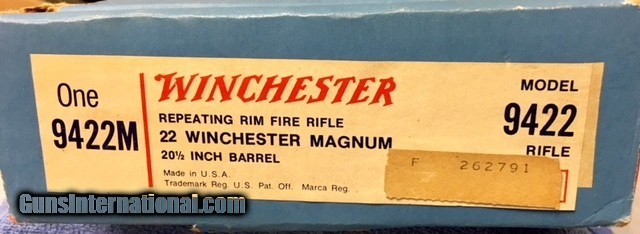 One
9422M
WINCHESTER
REPEATING RIM FIRE RIFLE
22 WINCHESTER MAGNUM
20½ INCH BARREL
Made in U.S.A.
Trademark Reg. U.S. Pat. Off. Marca Reg.
MODEL
9422
RIFLE
F 262791
GunsInternational.com